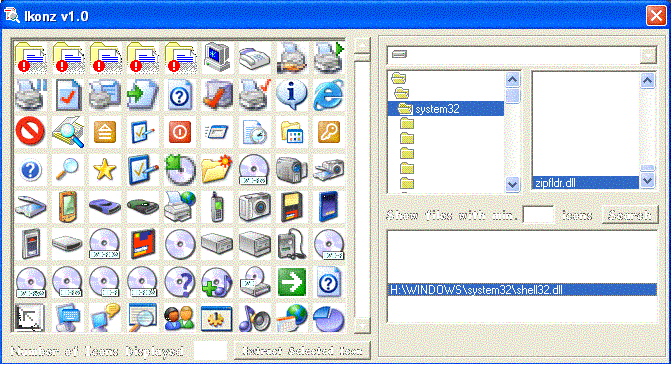 Ikonz v1.0
system32
zipfldr.dll
Show files with min. icons Search
H:\WINDOWS\system32\shell32.dll
Number of Icons Displayed Extract Selected Icon